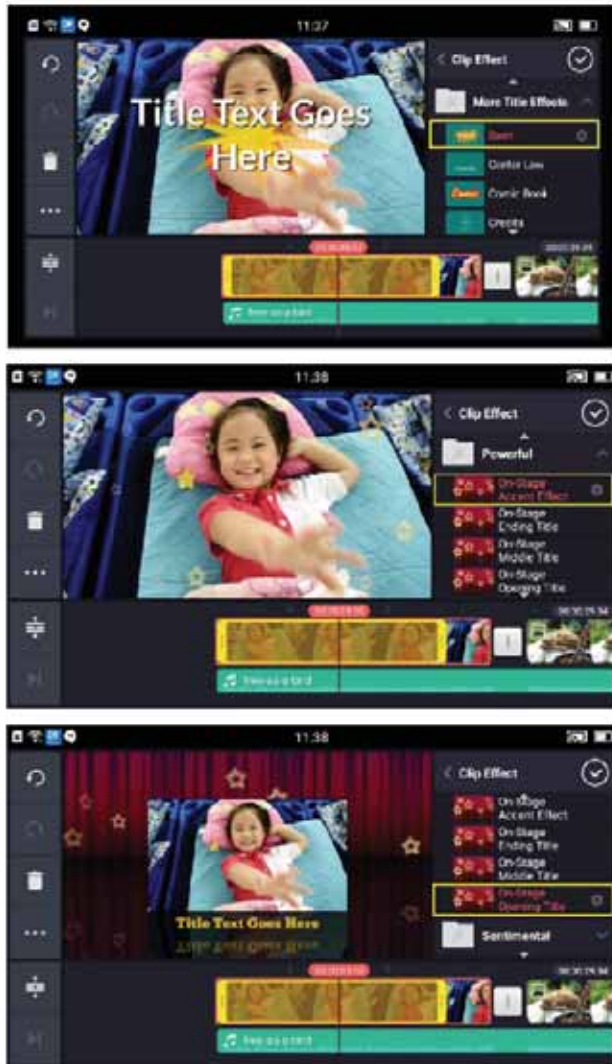 11:37
Clip Effect
More Title Effects
Title Text Goes
Here
Center Low
Comic Book
Credits
11:38
Clip Effect
Powerful
On-Stage
Accent Effect
On-Stage
Ending Title
On-Stage
Middle Title
On-Stage
Opening Title
11:38
Clip Effect
On-Stage
Accent Effect
On-Stage
Ending Title
On-Stage
Middle Title
On-Stage
Opening Title
Title Text Goes Here
Sentimental